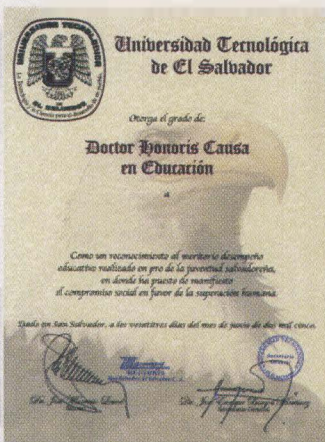 Universidad Tecnológica
de El Salvador
Otorga el grado de:
Doctor Honoris Causa
en Educación
a
Como un reconocimiento al meritorio desempeño
educativo realizado en pro de la juventud salvadoreña,
en donde ha puesto de manifiesto
el compromiso social en favor de la superación humana.
Dado en San Salvador, a los veintitres días del mes de junio de dos mil cinco.